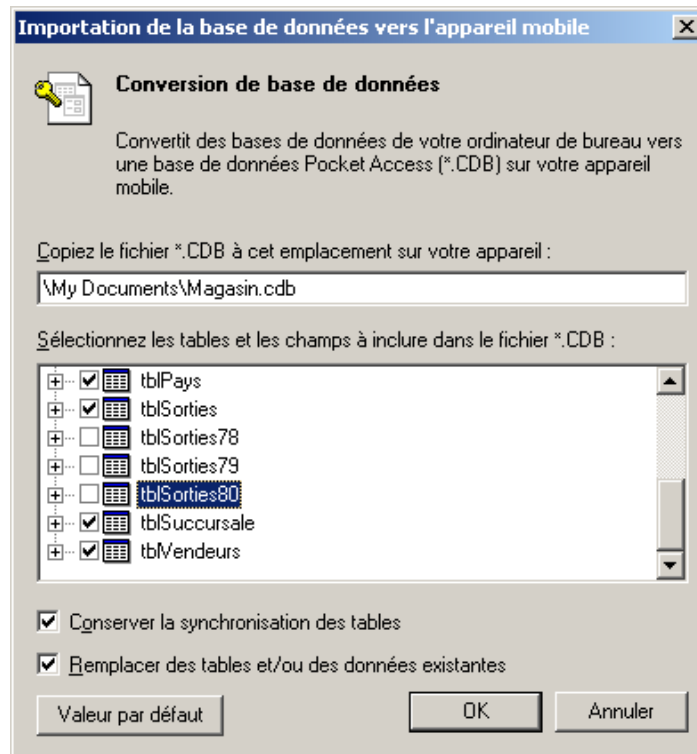 Importation de la base de données vers l'appareil mobile
Conversion de base de données
Convertit des bases de données de votre ordinateur de bureau vers
une base de données Pocket Access (*.CDB) sur votre appareil
mobile.
Copiez le fichier *.CDB à cet emplacement sur votre appareil :
\My Documents\Magasin.cdb
Sélectionnez les tables et les champs à inclure dans le fichier *.CDB :
tblPays
tblSorties
tblSorties78
tblSorties79
tblSorties80
tblSuccursale
tblVendeurs
Conserver la synchronisation des tables
Remplacer des tables et/ou des données existantes
Valeur par défaut
OK
Annuler